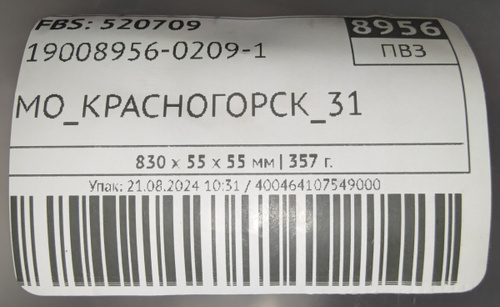 FBS: 520709
8956
19008956-0209-1
ПВЗ
МО_КРАСНОГОРСК_31
830 x 55 x 55 мм | 357 г.
Упак: 21.08.2024 10:31 / 400464107549000